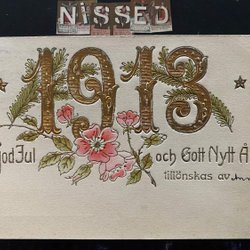 NISSED
1913
od Jul och Gott Nytt Å
tillönskas av